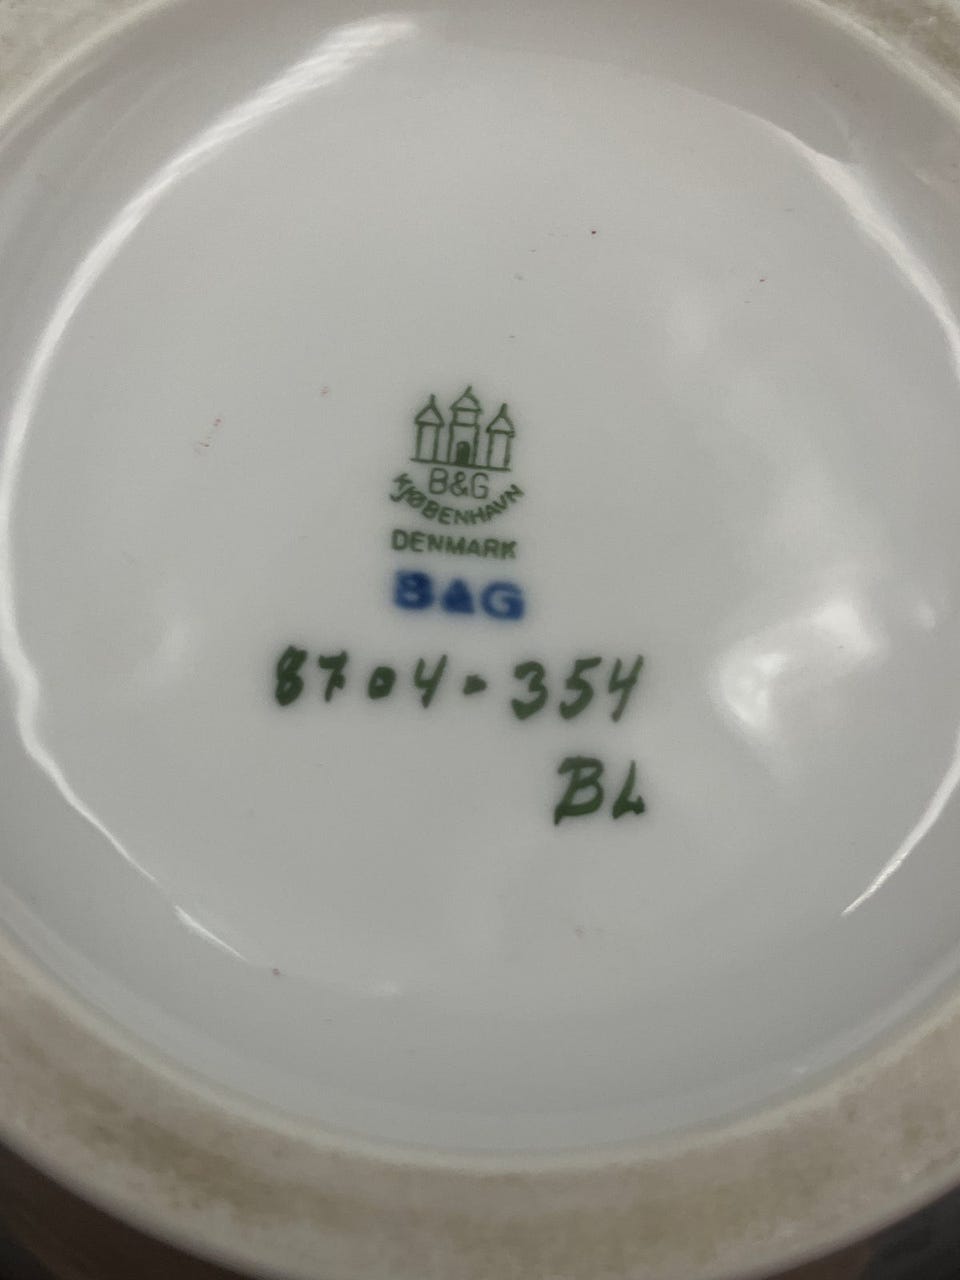 B&G
KJØBENHAVN
DENMARK
B&G
8704-354
BL